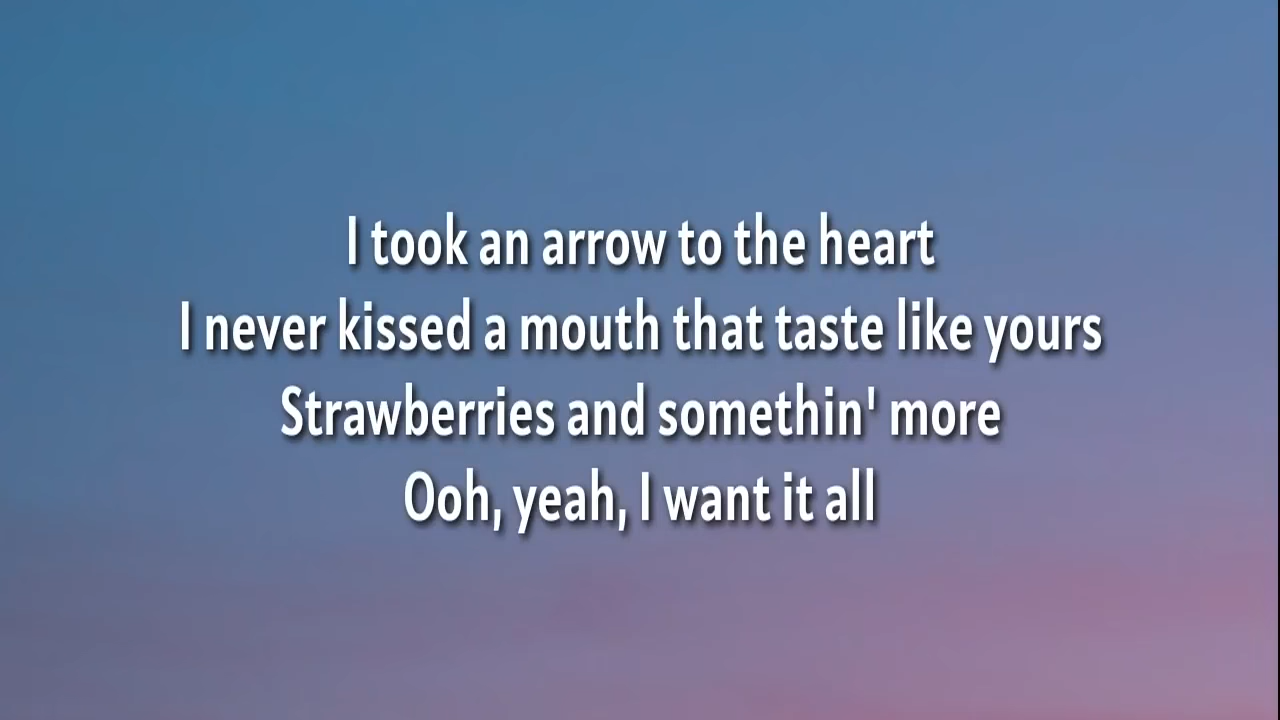 I took an arrow to the heart
I never kissed a mouth that taste like yours
Strawberries and somethin' more
Ooh, yeah, I want it all